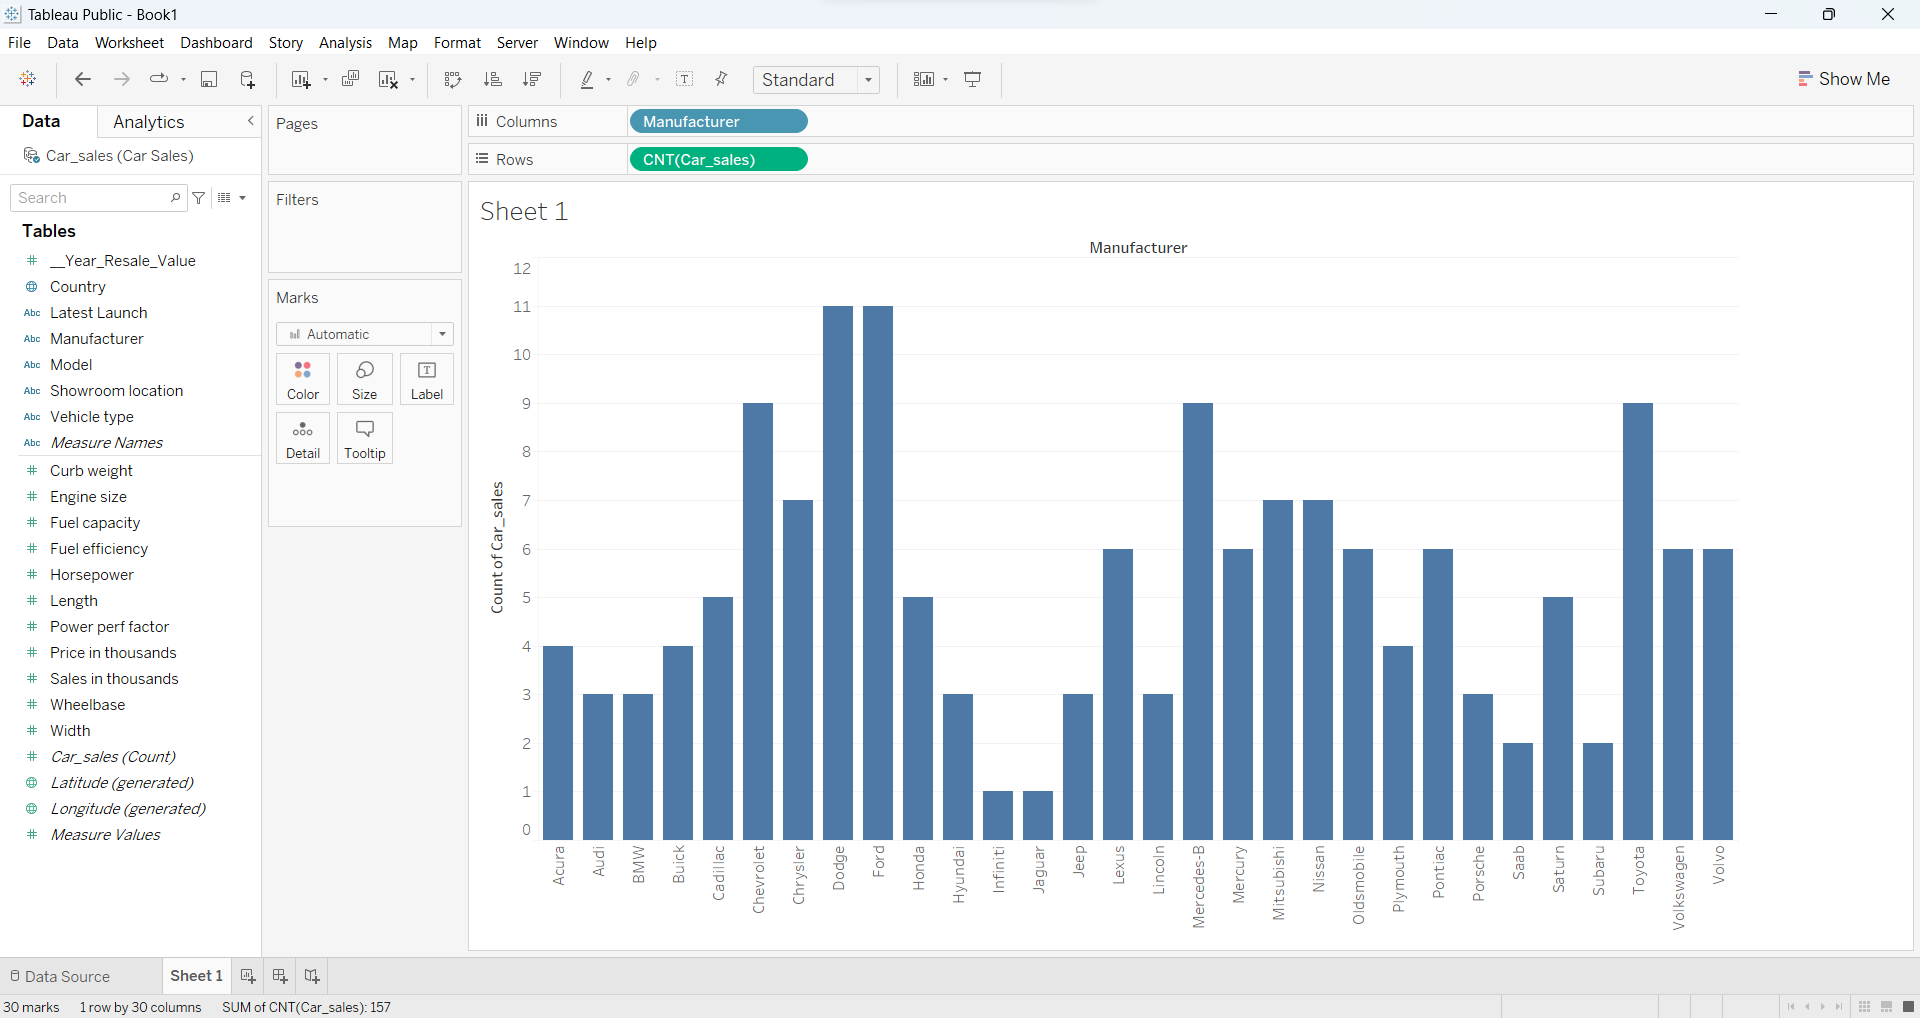 Tableau Public - Book1
File Data Worksheet Dashboard Story Analysis Map Format Server Window Help
Standard
Show Me
Data Analytics
Car_sales (Car Sales)
Search
Tables
# __Year_Resale_Value
Country
Abc Latest Launch
Abc Manufacturer
Abc Model
Abc Showroom location
Abc Vehicle type
Abc Measure Names
# Curb weight
# Engine size
# Fuel capacity
# Fuel efficiency
# Horsepower
# Length
# Power perf factor
# Price in thousands
# Sales in thousands
# Wheelbase
# Width
# Car_sales (Count)
Latitude (generated)
Longitude (generated)
# Measure Values
Pages
Filters
Marks
Automatic
Color Size Label
Detail Tooltip
Columns Manufacturer
Rows CNT(Car_sales)
Sheet 1
Manufacturer
Count of Car_sales
12
11
10
9
8
7
6
5
4
3
2
1
0
Acura
Audi
BMW
Buick
Cadillac
Chevrolet
Chrysler
Dodge
Ford
Honda
Hyundai
Infiniti
Jaguar
Jeep
Lexus
Lincoln
Mercedes-B
Mercury
Mitsubishi
Nissan
Oldsmobile
Plymouth
Pontiac
Porsche
Saab
Saturn
Subaru
Toyota
Volkswagen
Volvo
Data Source Sheet 1
30 marks 1 row by 30 columns SUM of CNT(Car_sales): 157